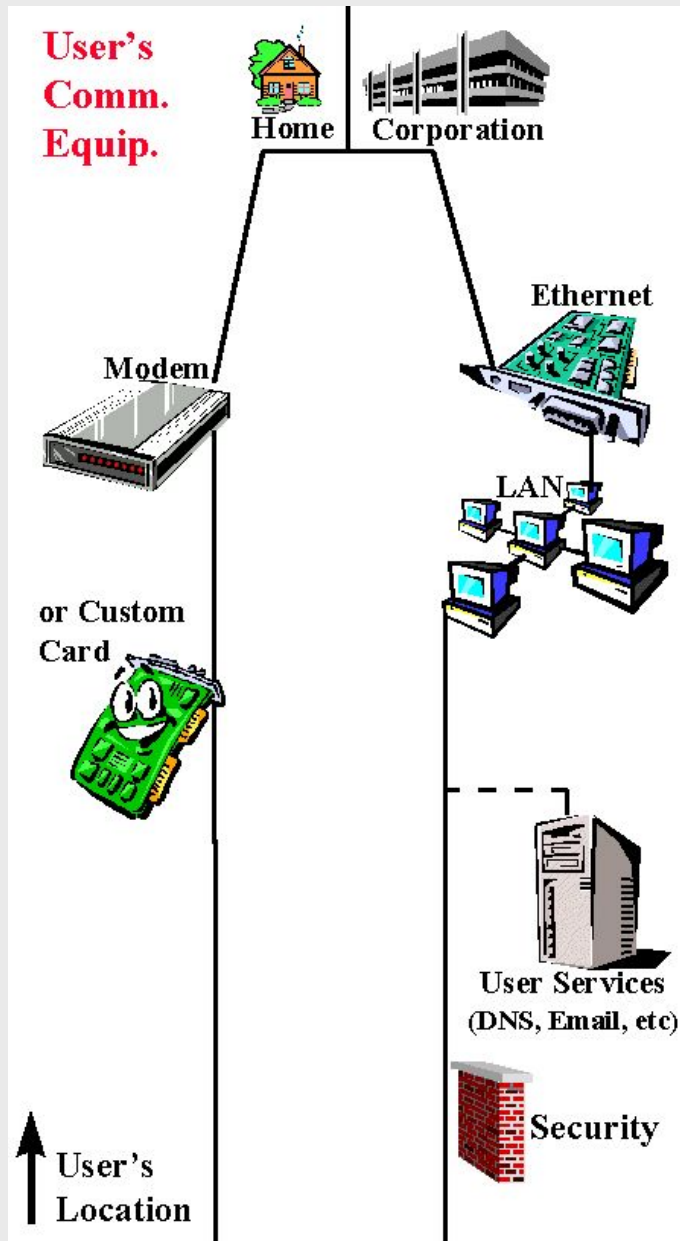 User's
Comm.
Equip.
Home
Corporation
Ethernet
Modem
LAN
or Custom
Card
User Services
(DNS, Email, etc)
Security
User's
Location